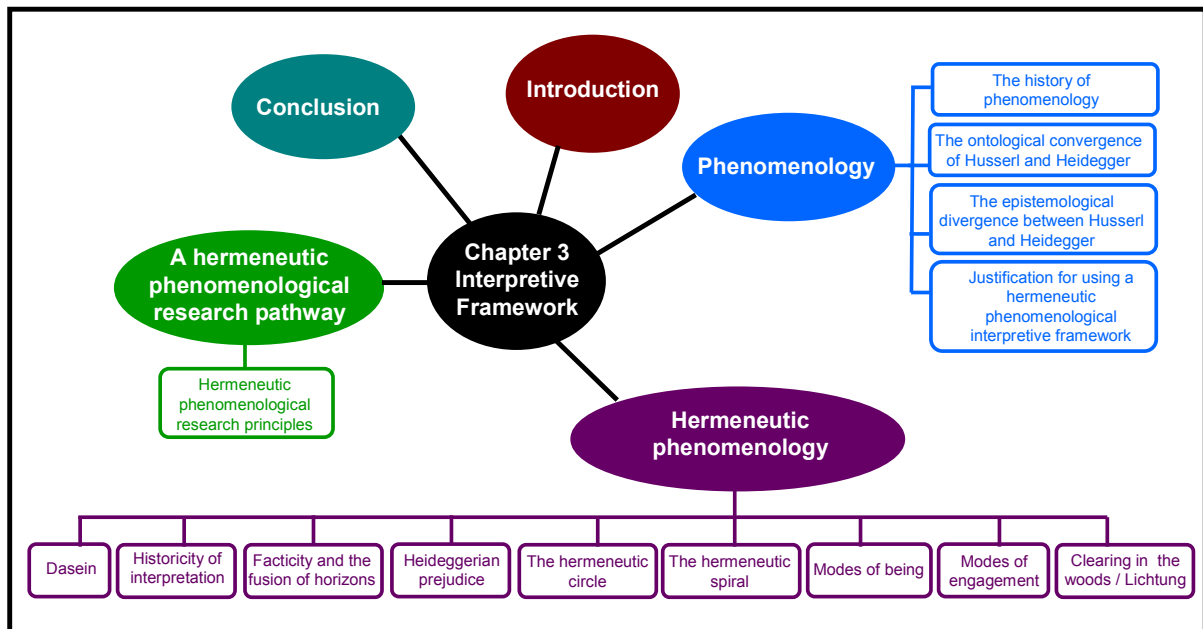 Conclusion
Introduction
Phenomenology
The history of
phenomenology
The ontological convergence
of Husserl and Heidegger
The epistemological
divergence between Husserl
and Heidegger
Justification for using a
hermeneutic
phenomenological
interpretive framework
Chapter 3
Interpretive
Framework
A hermeneutic
phenomenological
research pathway
Hermeneutic
phenomenological
research principles
Hermeneutic
phenomenology
Dasein
Historicity of
interpretation
Facticity and the
fusion of horizons
Heideggerian
prejudice
The hermeneutic
circle
The hermeneutic
spiral
Modes of being
Modes of
engagement
Clearing in the
woods / Lichtung